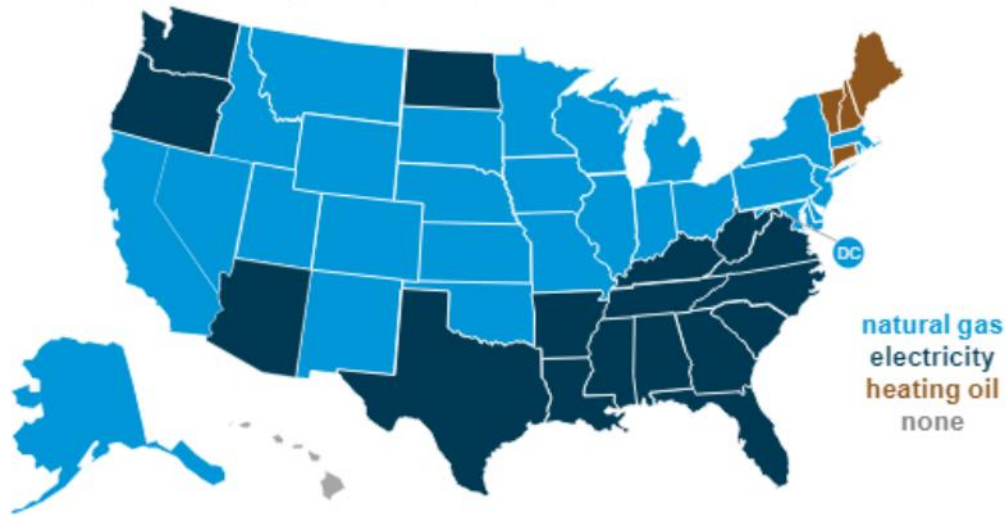 DC
natural gas
electricity
heating oil
none